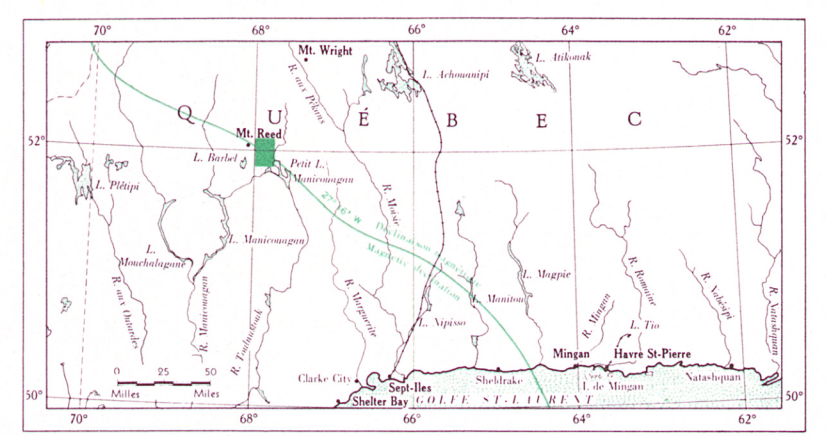 70° 68° 66° 64° 62°
Mt. Wright
L. Atikonak
L. Achouanipi
R. aux Pékans
Q U É B E C
52° 52°
Mt. Reed
L. Barbel
Petit L.
Manicouagan
L. Plétipi
R. Moisie
27° 6' W
Déclinaison magnétique
Magnetic declination
L. Manicouagan
L.
Mouchalagane
L. Magpie
R. Romaine
R. Mingan
R. Nabésipi
R. Natashquan
R. aux Outardes
R. Manicouagan
R. Toulnustouk
R. Marguerite
L. Manitou
L. Nipisso
L. Tio
Mingan
Havre St-Pierre
0 25 50
Milles Miles
Clarke City
Sept-Iles
Sheldrake
I. de Mingan
Natashquan
50° 50°
Shelter Bay
GOLFE ST-LAURENT
70° 68° 66° 64° 62°